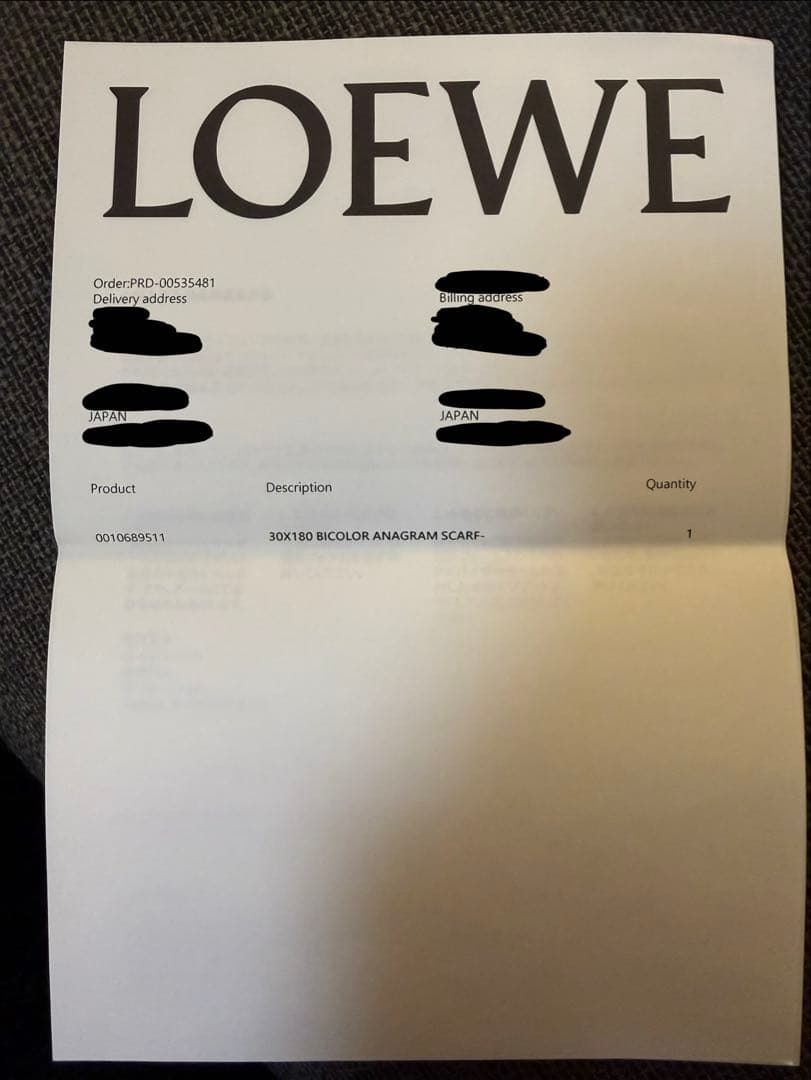 LOEWE
Order:PRD-00535481
Delivery address
Billing address
JAPAN
JAPAN
Product Description Quantity
0010689511 30X180 BICOLOR ANAGRAM SCARF- 1